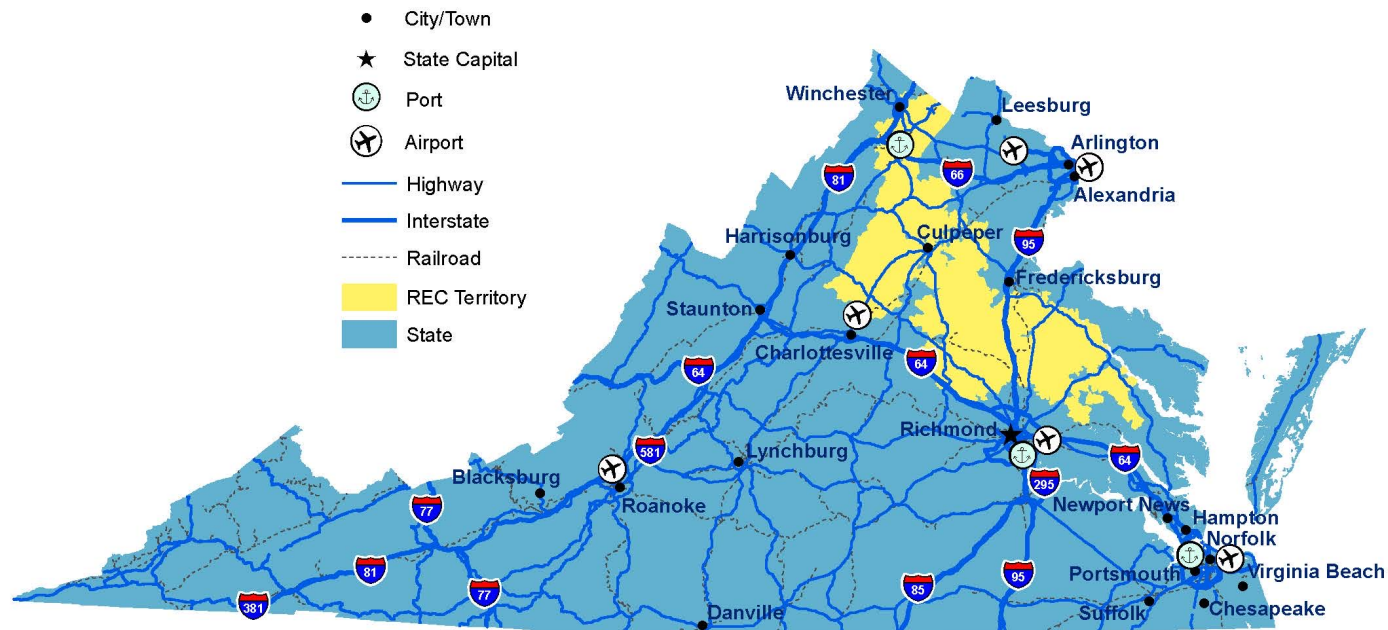 City/Town
State Capital
Port
Airport
Highway
Interstate
Railroad
REC Territory
State
Winchester
Leesburg
Arlington
81
66
Alexandria
Harrisonburg
Culpeper
95
Fredericksburg
Staunton
Charlottesville
64
64
Richmond
581
Lynchburg
64
Blacksburg
Roanoke
295
77
Newport News
Hampton
Norfolk
81
Portsmouth
Virginia Beach
77
85
95
381
Danville
Suffolk
Chesapeake